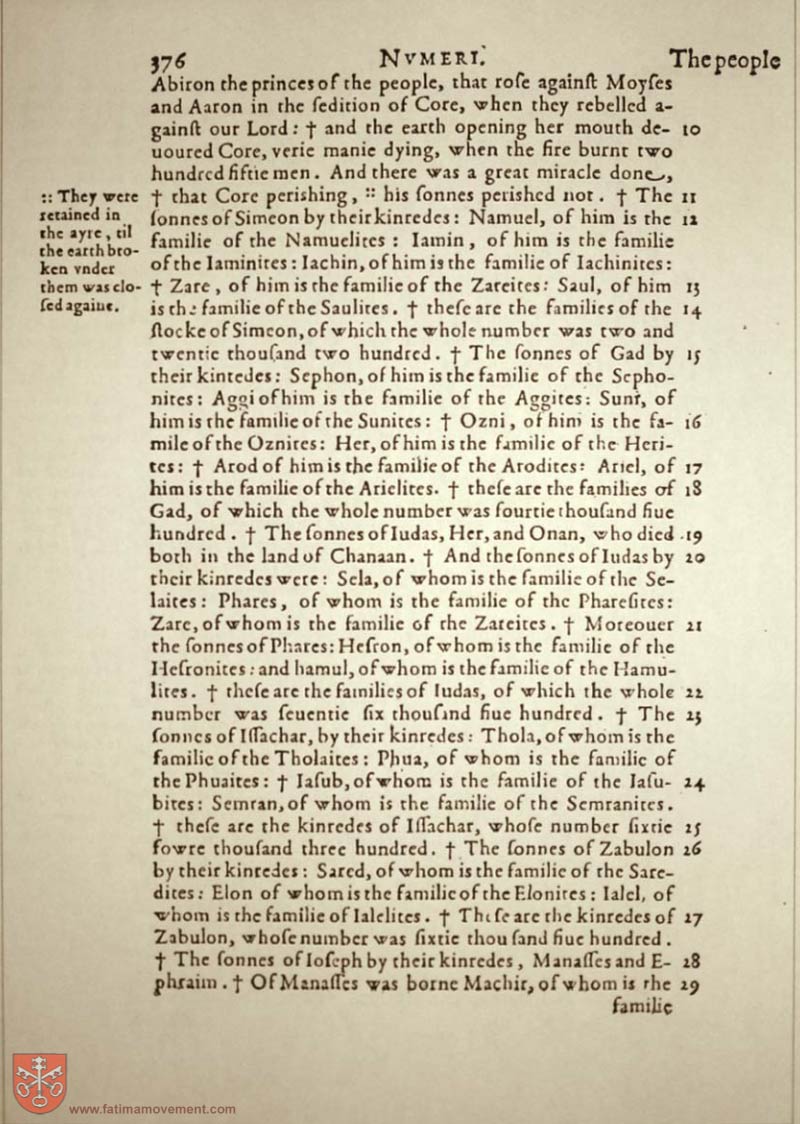 376 NVMERI. The people
Abiron the princes of the people, that roſe againſt Moyſes
and Aaron in the ſedition of Core, when they rebelled a-
gainſt our Lord: † and the earth opening her mouth de- 10
uoured Core, verie manie dying, when the fire burnt two
hundred fiftie men. And there was a great miracle done,
† that Core perishing, :: his ſonnes perished not. † The 11
ſonnes of Simeon by their kinredes: Namuel, of him is the 12
familie of the Namuelites: Iamin, of him is the familie
of the Iaminites: Iachin, of him is the familie of Iachinites:
† Zare, of him is the familie of the Zareites: Saul, of him 13
is the familie of the Saulites. † theſe are the families of the 14
ſtocke of Simeon, of which the whole number was two and
twentie thouſand two hundred. † The ſonnes of Gad by 15
their kinredes: Sephon, of him is the familie of the Sepho-
nites: Aggi of him is the familie of the Aggites: Suni, of
him is the familie of the Sunites: † Ozni, of him is the fa- 16
mile of the Oznites: Her, of him is the familie of the Heri-
tes: † Arod of him is the familie of the Arodites: Ariel, of 17
him is the familie of the Arielites. † theſe are the families of 18
Gad, of which the whole number was fourtie thouſand fiue
hundred. † The ſonnes of Iudas, Her, and Onan, who died 19
both in the land of Chanaan. † And the ſonnes of Iudas by 20
their kinredes were: Sela, of whom is the familie of the Se-
laites: Phares, of whom is the familie of the Phareſites:
Zare, of whom is the familie of the Zareites. † Moreouer 21
the ſonnes of Phares: Heſron, of whom is the familie of the
Heſronites: and hamul, of whom is the familie of the Hamu-
lites. † theſe are the families of Iudas, of which the whole 22
number was ſeuentie ſix thouſand fiue hundred. † The 23
ſonnes of Iſſachar, by their kinredes: Thola, of whom is the
familie of the Tholaites: Phua, of whom is the familie of
the Phuaites: † Iaſub, of whom is the familie of the Iaſu- 24
bites: Semran, of whom is the familie of the Semranites.
† theſe are the kinredes of Iſſachar, whoſe number ſixtie 25
fowre thouſand three hundred. † The ſonnes of Zabulon 26
by their kinredes: Sared, of whom is the familie of the Sare-
dites: Elon of whom is the familie of the Elonites: Ialel, of
whom is the familie of Ialelites. † Theſe are the kinredes of 27
Zabulon, whoſe number was ſixtie thouſand fiue hundred.
† The ſonnes of Ioſeph by their kinredes, Manaſſes and E- 28
phraim. † Of Manaſſes was borne Machir, of whom is the 29
familie
:: They were
retained in
the ayre, til
the earth bro-
ken vnder
them was clo-
ſed againe.
www.fatimamovement.com